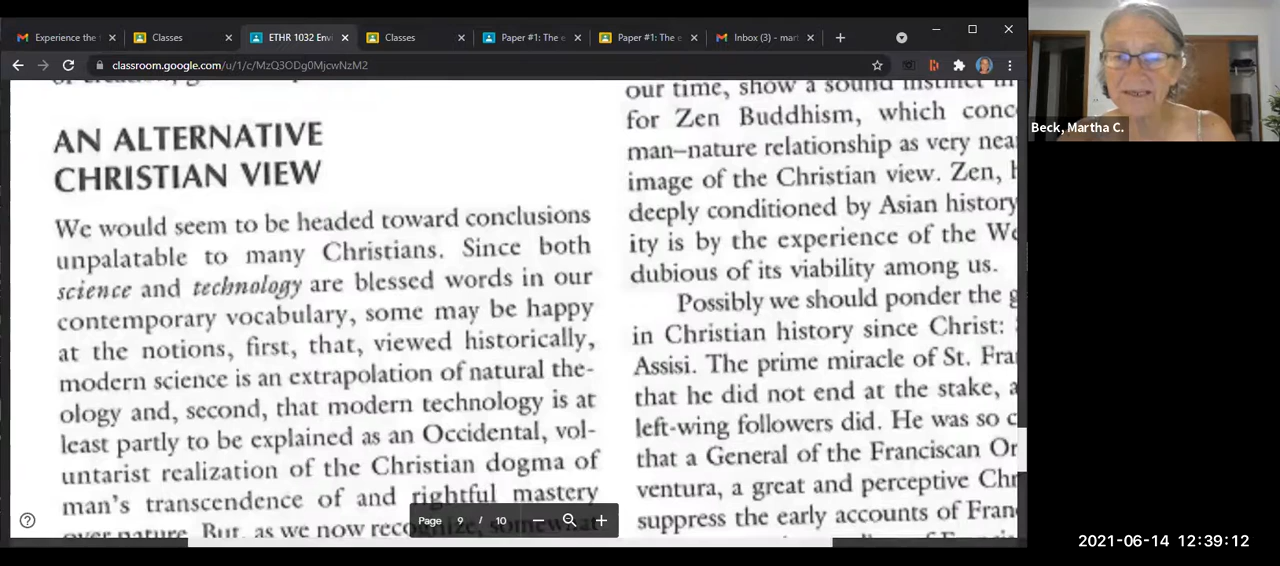 Experience the
Classes
ETHR 1032 Envi
Classes
Paper #1: The e
Paper #1: The e
Inbox (3) - mart
classroom.google.com/u/1/c/MzQ3ODg0MjcwNzM2
Beck, Martha C.
AN ALTERNATIVE
CHRISTIAN VIEW
We would seem to be headed toward conclusions
unpalatable to many Christians. Since both
science and technology are blessed words in our
contemporary vocabulary, some may be happy
at the notions, first, that, viewed historically,
modern science is an extrapolation of natural the-
ology and, second, that modern technology is at
least partly to be explained as an Occidental, vol-
untarist realization of the Christian dogma of
man's transcendence of and rightful mastery
over nature. But, as we now recognize, somewhat
our time, show a sound instinct in
for Zen Buddhism, which conc
man–nature relationship as very nea
image of the Christian view. Zen, h
deeply conditioned by Asian history
ity is by the experience of the We
dubious of its viability among us.
Possibly we should ponder the g
in Christian history since Christ:
Assisi. The prime miracle of St. Fra
that he did not end at the stake, a
left-wing followers did. He was so c
that a General of the Franciscan Or
ventura, a great and perceptive Chr
suppress the early accounts of Fran
Page 9 / 10
2021-06-14 12:39:12